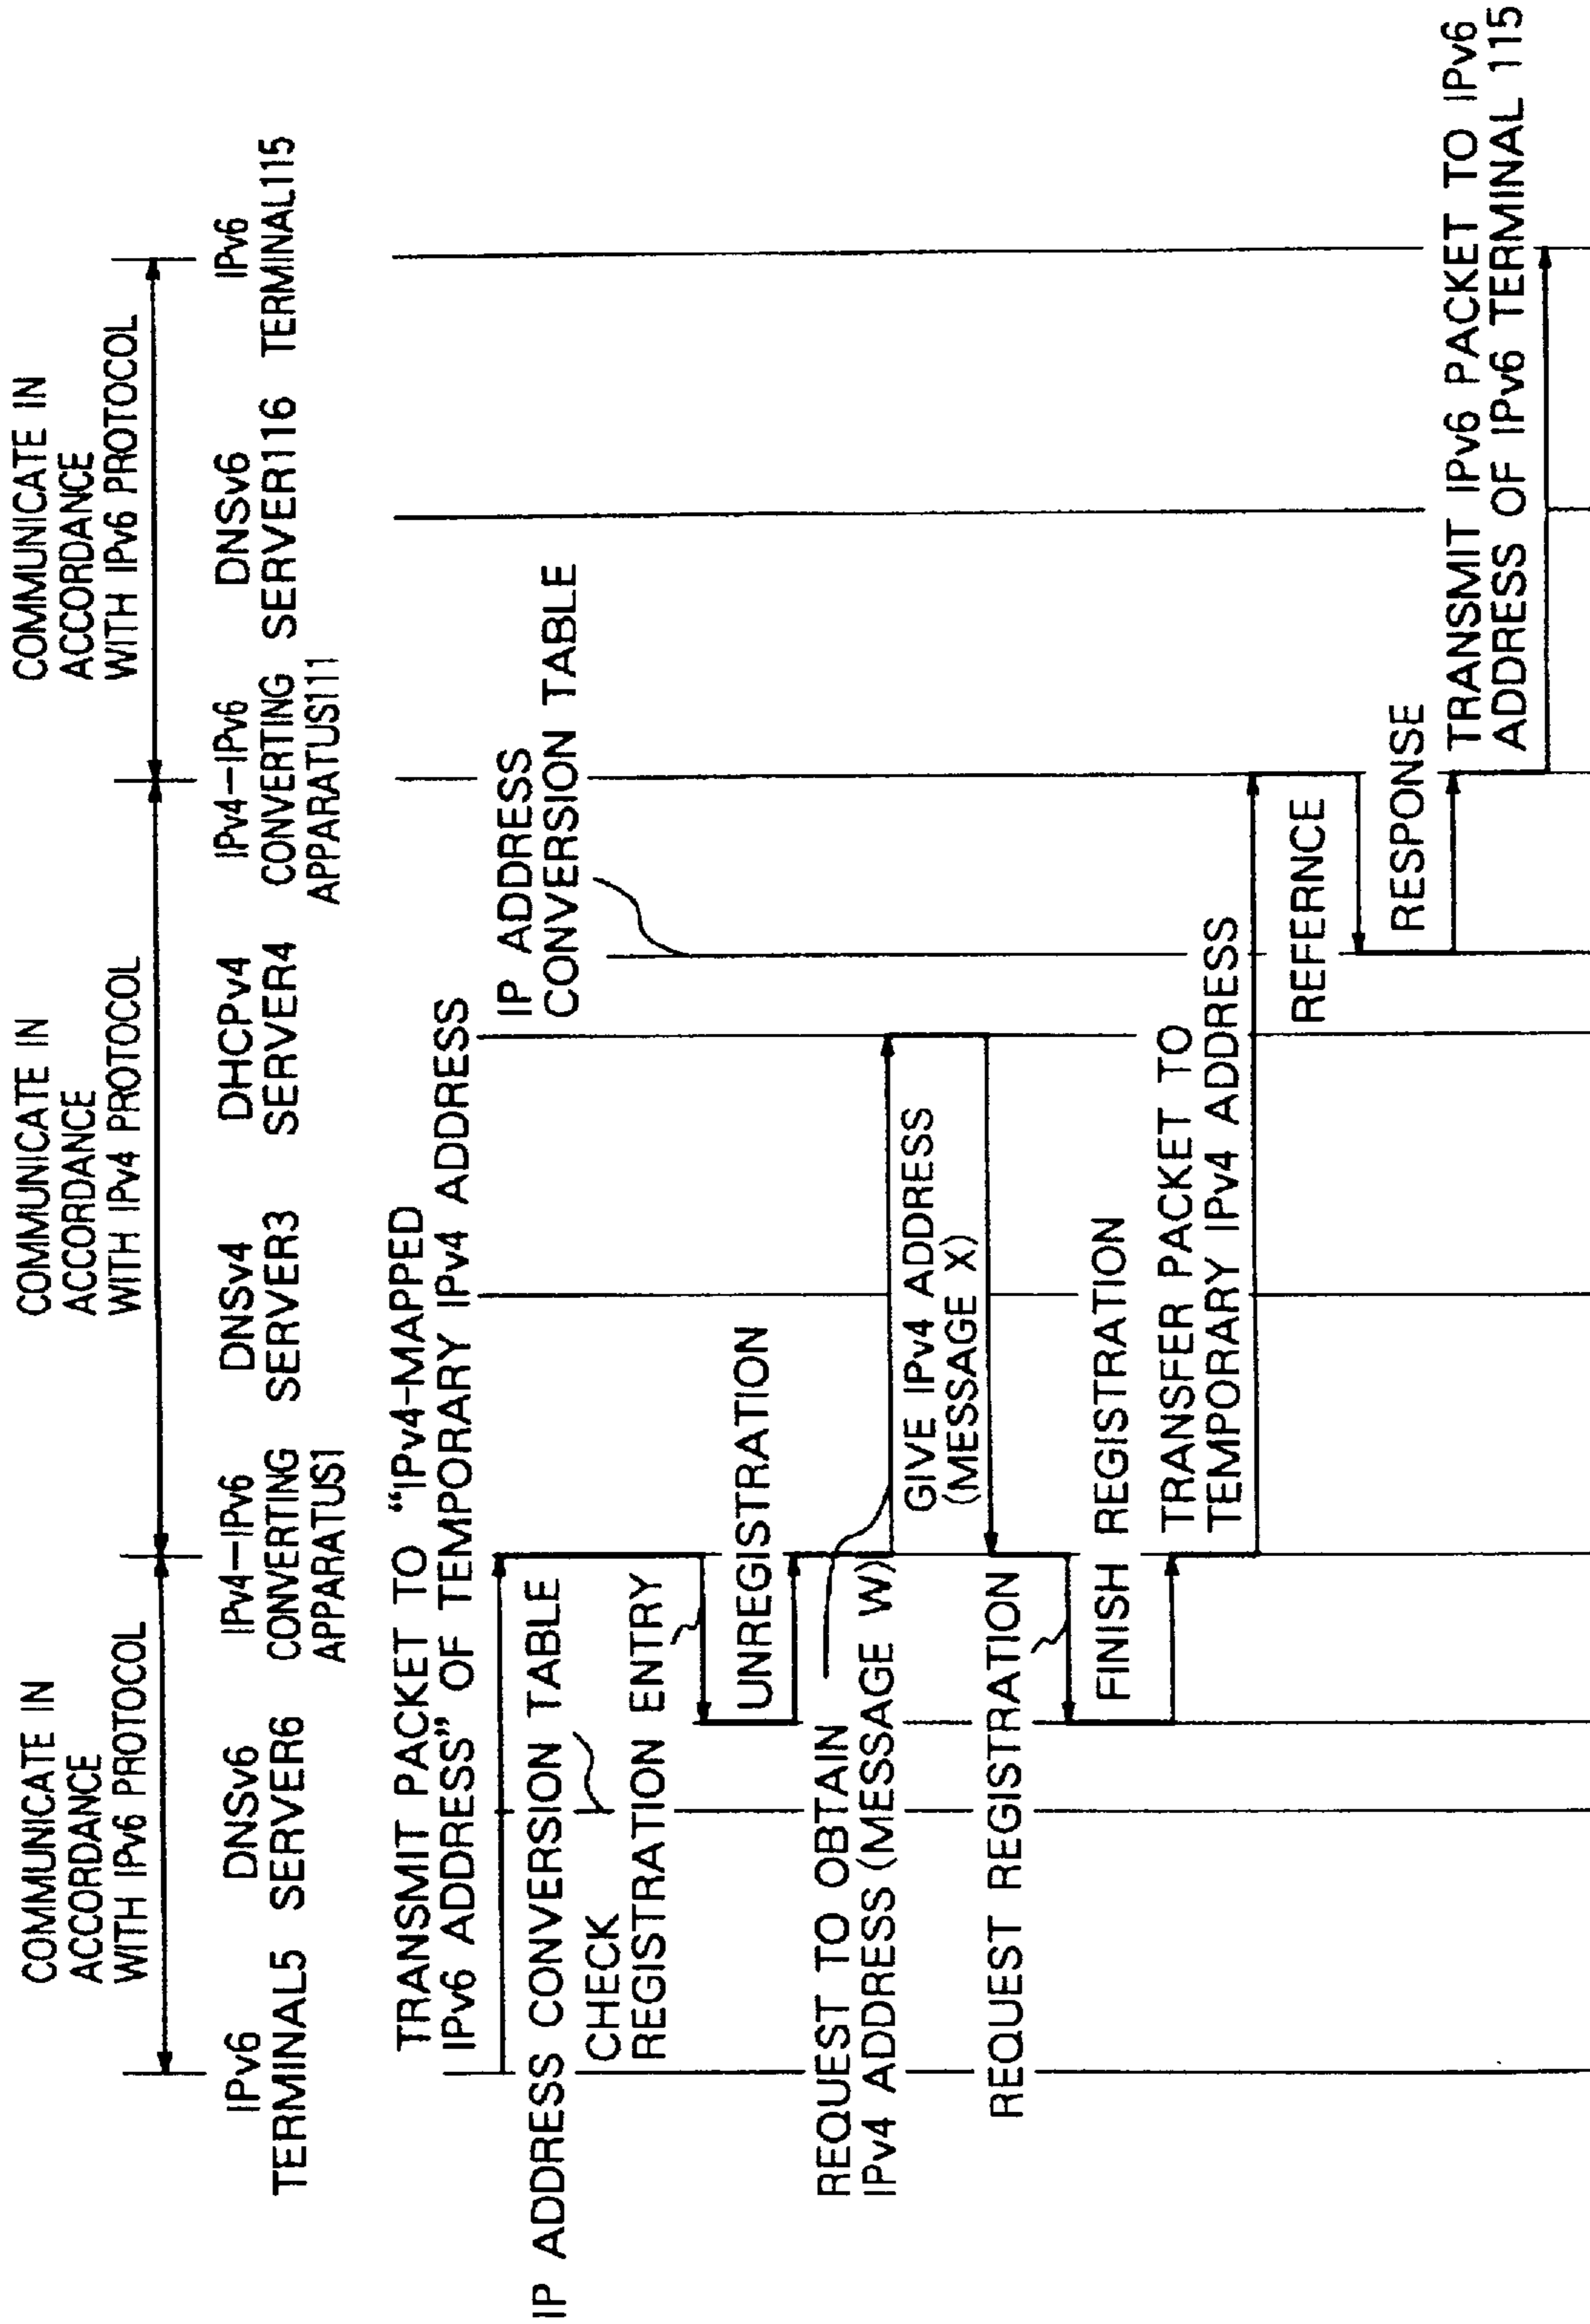 COMMUNICATE IN
ACCORDANCE
WITH IPv6 PROTOCOL
COMMUNICATE IN
ACCORDANCE
WITH IPv4 PROTOCOL
COMMUNICATE IN
ACCORDANCE
WITH IPv6 PROTOCOL
IPv6
TERMINAL5
DNSv6
SERVER6
IPv4-IPv6
CONVERTING
APPARATUS1
DNSv4
SERVER3
DHCPv4
SERVER4
IPv4-IPv6
CONVERTING
APPARATUS111
DNSv6
SERVER116
IPv6
TERMINAL115
TRANSMIT PACKET TO "IPv4-MAPPED
IPv6 ADDRESS" OF TEMPORARY IPv4 ADDRESS
IP ADDRESS CONVERSION TABLE
IP ADDRESS
CONVERSION TABLE
CHECK
REGISTRATION ENTRY
UNREGISTRATION
REQUEST TO OBTAIN
IPv4 ADDRESS (MESSAGE W)
GIVE IPv4 ADDRESS
(MESSAGE X)
REQUEST REGISTRATION
FINISH REGISTRATION
TRANSFER PACKET TO
TEMPORARY IPv4 ADDRESS
REFERNCE
RESPONSE
TRANSMIT IPv6 PACKET TO IPv6
ADDRESS OF IPv6 TERMINAL 115